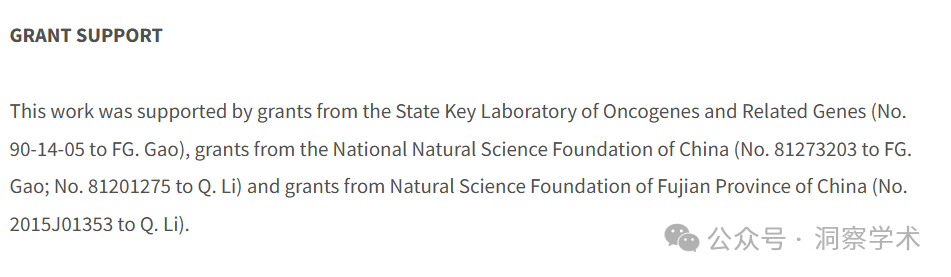 GRANT SUPPORT
This work was supported by grants from the State Key Laboratory of Oncogenes and Related Genes (No.
90-14-05 to FG. Gao), grants from the National Natural Science Foundation of China (No. 81273203 to FG.
Gao; No. 81201275 to Q. Li) and grants from Natural Science Foundation of Fujian Province of China (No.
2015J01353 to Q. Li).
公众号 · 洞察学术